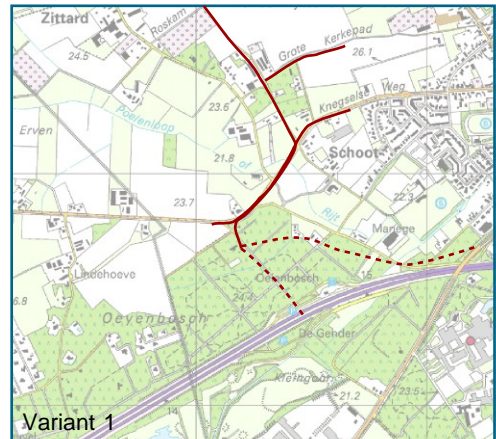 Zittard
Roskam
Grote Kerkepad
26.1
24.5
23.6
Knegselse Weg
Poelenloop
of
Erven
21.8
Schoot
Rijt
22.3
23.7
Manege
Lindehoeve
6.8
15
Oeyenbosch
24.4
Oeyenbosch
De Gender
Kleingoor
21.2
23.5
14
Variant 1